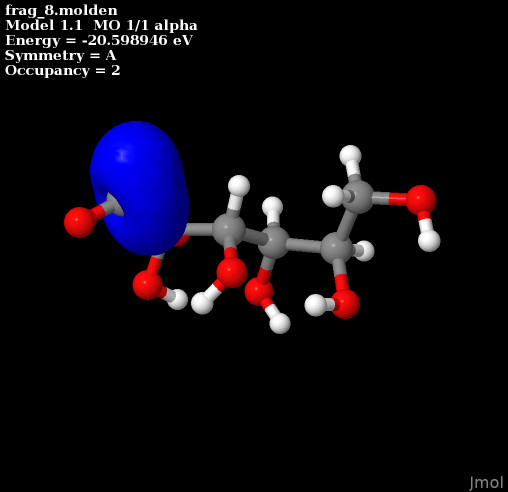 frag_8.molden
Model 1.1  MO 1/1 alpha
Energy = -20.598946 eV
Symmetry = A
Occupancy = 2
Jmol